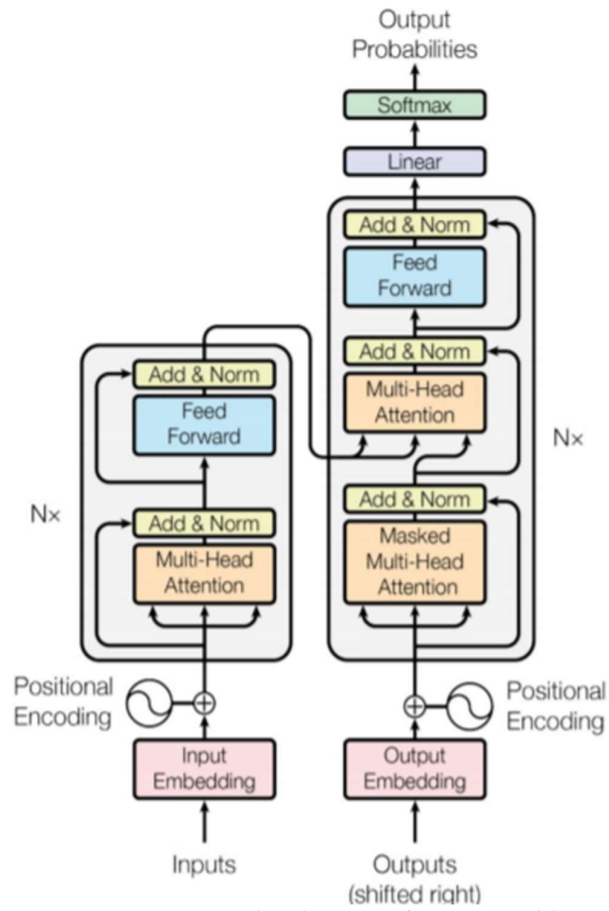 Output
Probabilities
Softmax
Linear
Add & Norm
Feed
Forward
Add & Norm
Multi-Head
Attention
Add & Norm
Masked
Multi-Head
Attention
N×
Add & Norm
Feed
Forward
Add & Norm
Multi-Head
Attention
N×
Positional
Encoding
Input
Embedding
Inputs
Positional
Encoding
Output
Embedding
Outputs
(shifted right)